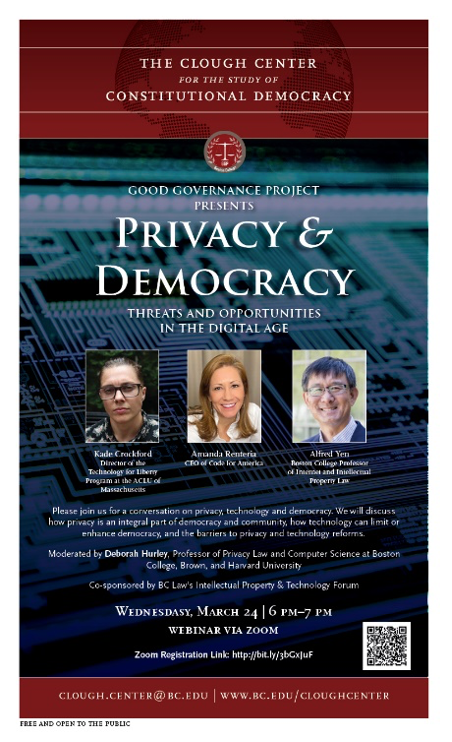 THE CLOUGH CENTER
FOR THE STUDY OF
CONSTITUTIONAL DEMOCRACY
GOOD GOVERNANCE PROJECT
PRESENTS
PRIVACY &
DEMOCRACY
THREATS AND OPPORTUNITIES
IN THE DIGITAL AGE
Kade Crockford
Director of the
Technology for Liberty
Program at the ACLU of
Massachusetts
Amanda Renteria
CEO of Code for America
Alfred Yen
Boston College Professor
of Internet and Intellectual
Property Law
Please join us for a conversation on privacy, technology and democracy. We will discuss
how privacy is an integral part of democracy and community, how technology can limit or
enhance democracy, and the barriers to privacy and technology reforms.
Moderated by Deborah Hurley, Professor of Privacy Law and Computer Science at Boston
College, Brown, and Harvard University
Co-sponsored by BC Law's Intellectual Property & Technology Forum
WEDNESDASY, MARCH 24 | 6 PM–7 PM
WEBINAR VIA ZOOM
Zoom Registration Link: http://bit.ly/3bGxJuF
CLOUGH.CENTER@BC.EDU | WWW.BC.EDU/CLOUGHCENTER
FREE AND OPEN TO THE PUBLIC